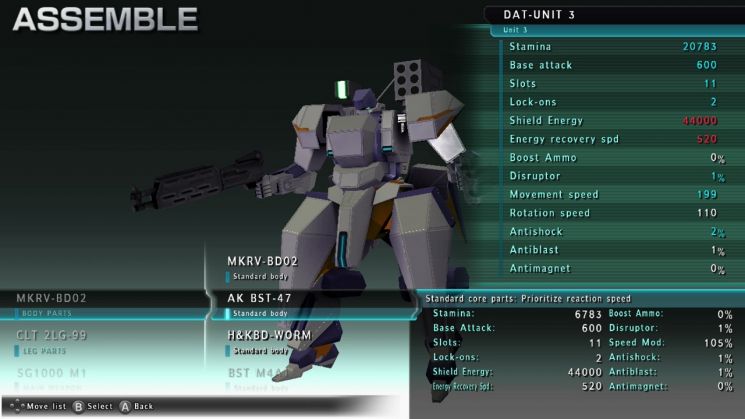 ASSEMBLE
DAT-UNIT 3
Unit 3
Stamina 20783
Base attack 600
Slots 11
Lock-ons 2
Shield Energy 44000
Energy recovery spd 520
Boost Ammo 0%
Disruptor 1%
Movement speed 199
Rotation speed 110
Antishock 2%
Antiblast 1%
Antimagnet 0%
MKRV-BD02
Standard body
MKRV-BD02
BODY PARTS
AK BST-47
Standard body
CLT 2LG-99
LEG PARTS
H&KBD-WORM
Standard body
SG1000 M1
MAIN WEAPON
BST M4A1
Standard core parts: Prioritize reaction speed
Stamina: 6783 Boost Ammo: 0%
Base Attack: 600 Disruptor: 1%
Slots: 11 Speed Mod: 105%
Lock-ons: 2 Antishock: 1%
Shield Energy: 44000 Antiblast: 1%
Energy Recovery Spd: 520 Antimagnet: 0%
Move list B Select A Back